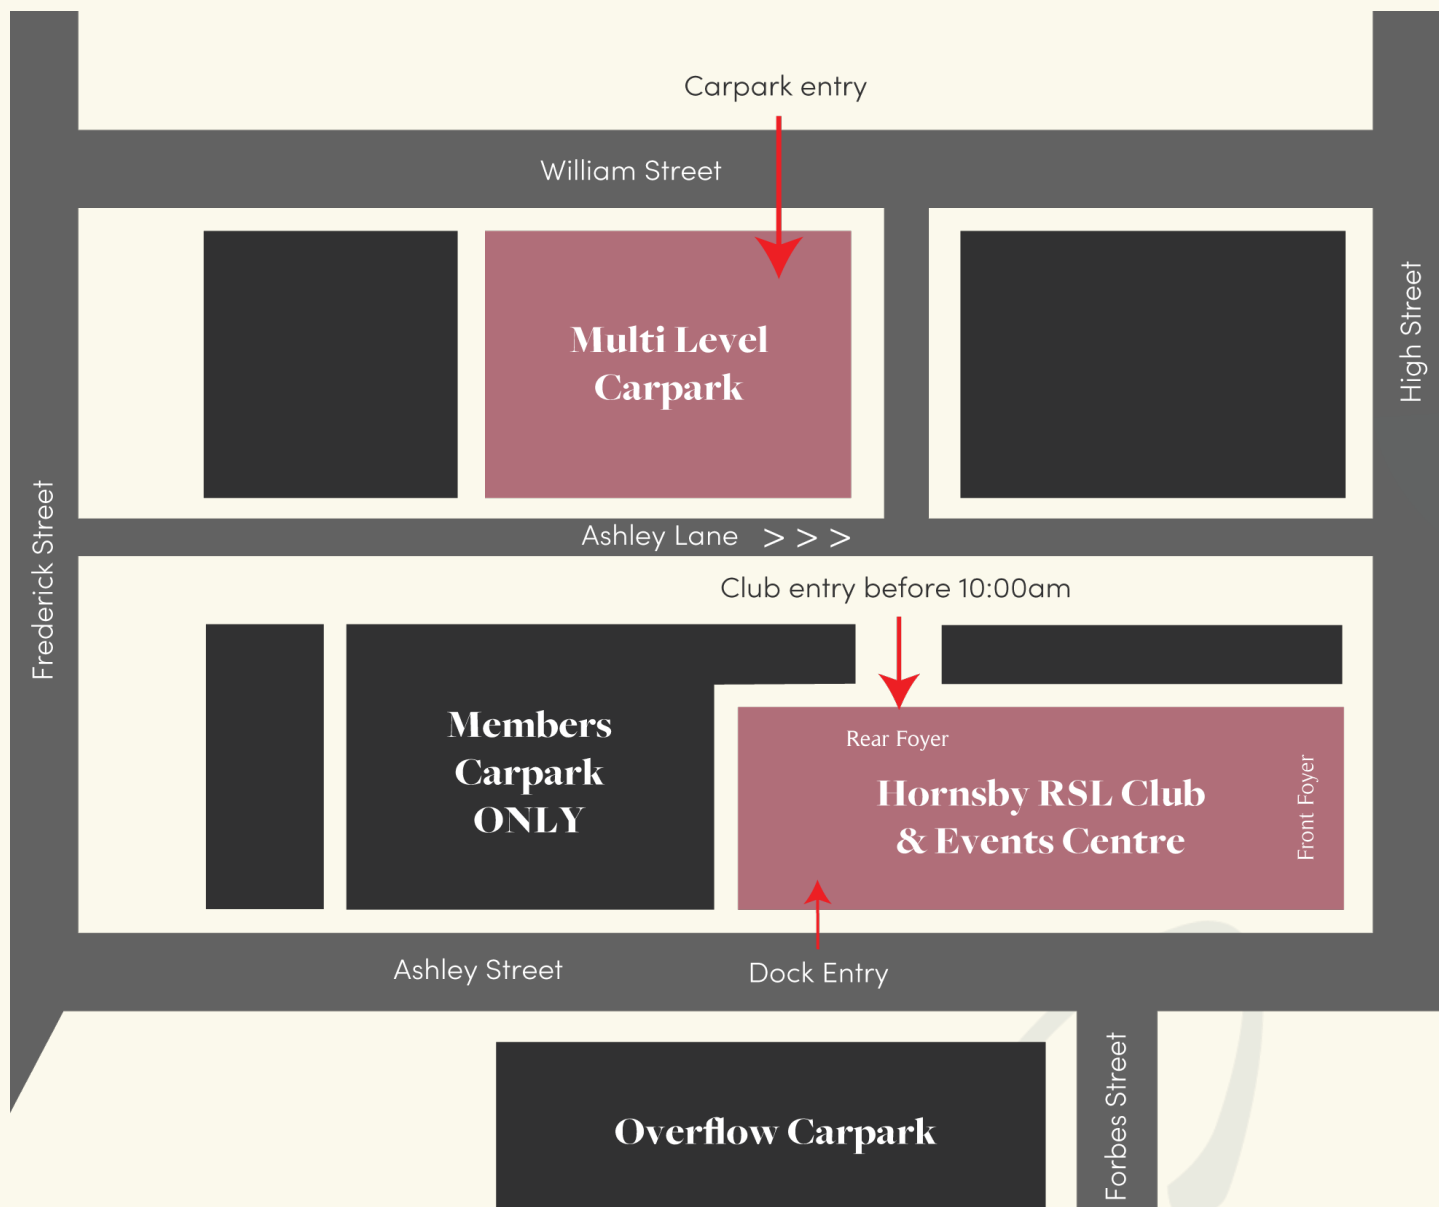 Carpark entry
William Street
Multi Level
Carpark
High Street
Frederick Street
Ashley Lane > > >
Club entry before 10:00am
Members
Carpark
ONLY
Rear Foyer
Hornsby RSL Club
& Events Centre
Front Foyer
Ashley Street
Dock Entry
Overflow Carpark
Forbes Street